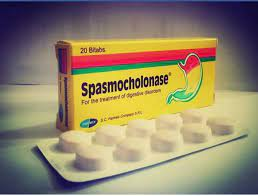 20 Bitabs.
Spasmocholonase®
For the treatment of digestive disorders